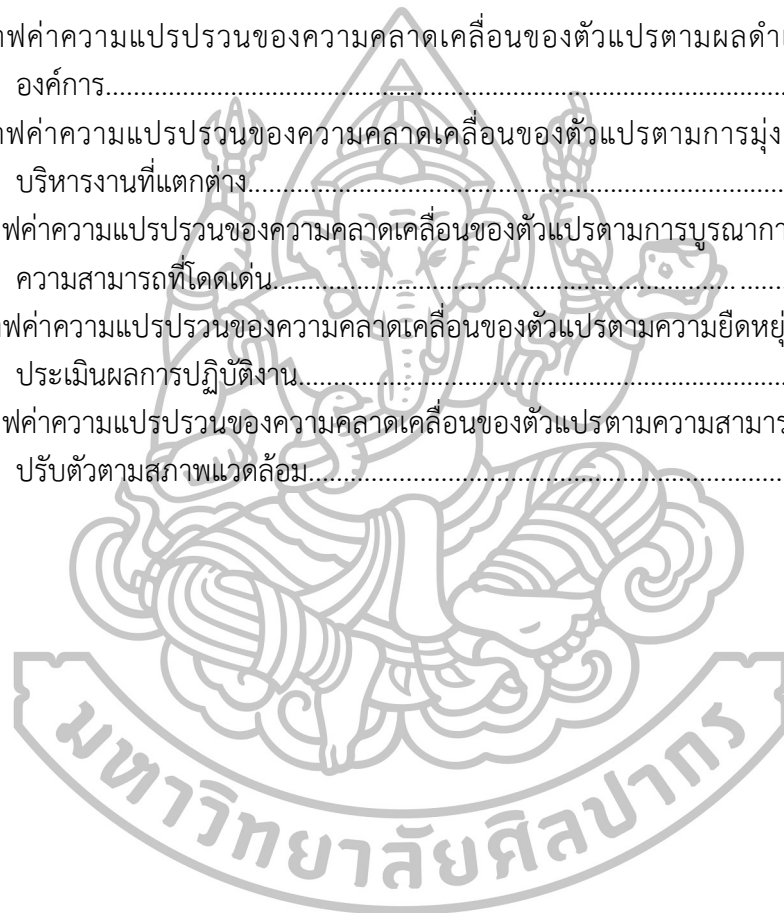 ฟค่าความแปรปรวนของความคลาดเคลื่อนของตัวแปรตามผลดำเ
องค์การ........................................................................................
ฟค่าความแปรปรวนของความคลาดเคลื่อนของตัวแปรตามการมุ่ง
บริหารงานที่แตกต่าง........................................................................
ฟค่าความแปรปรวนของความคลาดเคลื่อนของตัวแปรตามการบูรณากา
ความสามารถที่โดดเด่น....................................................................
ฟค่าความแปรปรวนของความคลาดเคลื่อนของตัวแปรตามความยืดหยุ่
ประเมินผลการปฏิบัติงาน..................................................................
ฟค่าความแปรปรวนของความคลาดเคลื่อนของตัวแปรตามความสามาร
ปรับตัวตามสภาพแวดล้อม................................................................
มหาวิทยาลัยศิลปากร